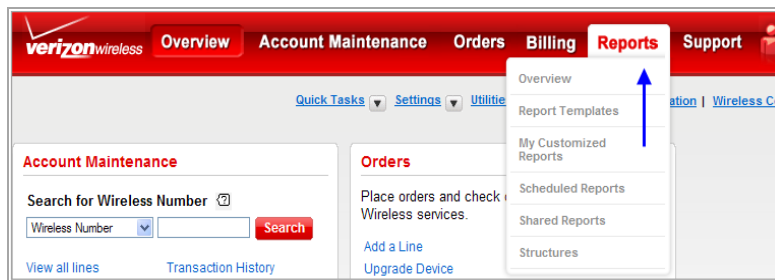 verizonwireless Overview Account Maintenance Orders Billing Reports Support
Quick Tasks Settings Utilitie ation | Wireless C
Overview
Report Templates
My Customized
Reports
Scheduled Reports
Shared Reports
Structures
Account Maintenance
Search for Wireless Number ?
Wireless Number Search
View all lines Transaction History
Orders
Place orders and check
Wireless services.
Add a Line
Upgrade Device